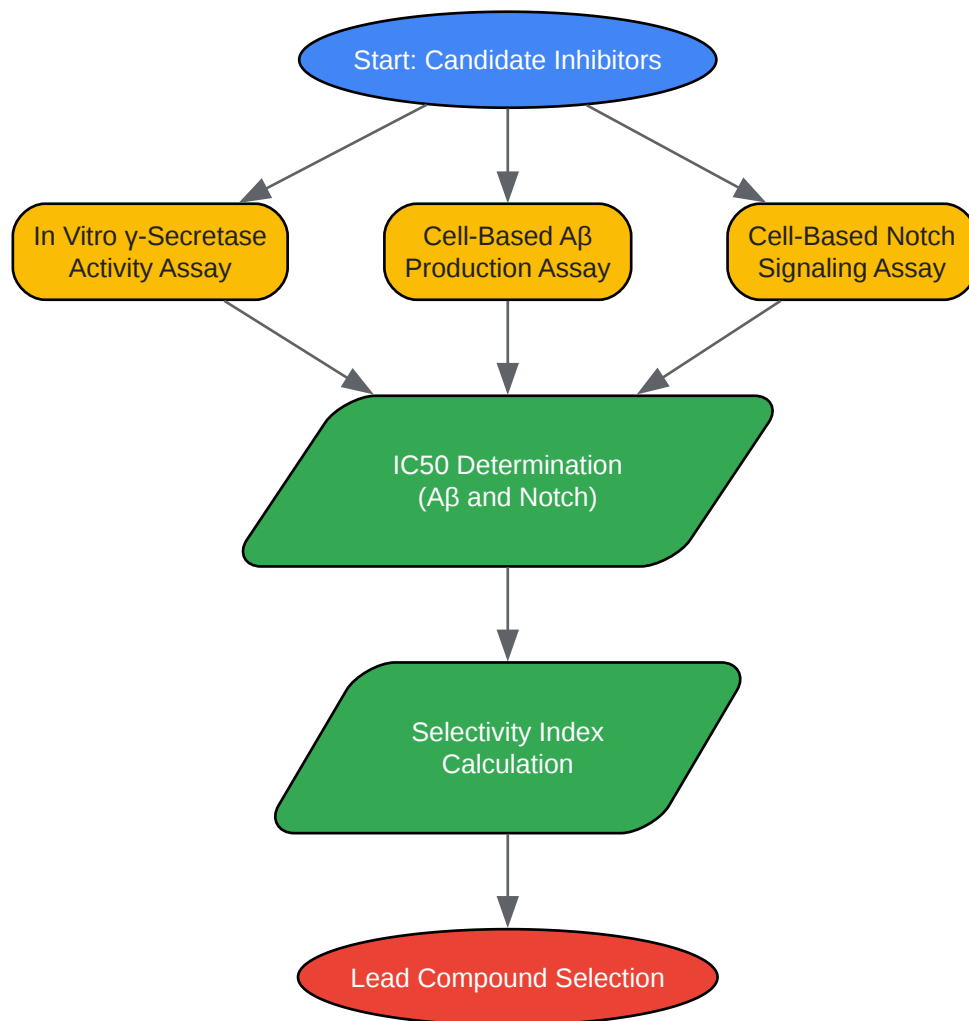 Start: Candidate Inhibitors
In Vitro γ-Secretase
Activity Assay
Cell-Based Aβ
Production Assay
Cell-Based Notch
Signaling Assay
IC50 Determination
(Aβ and Notch)
Selectivity Index
Calculation
Lead Compound Selection